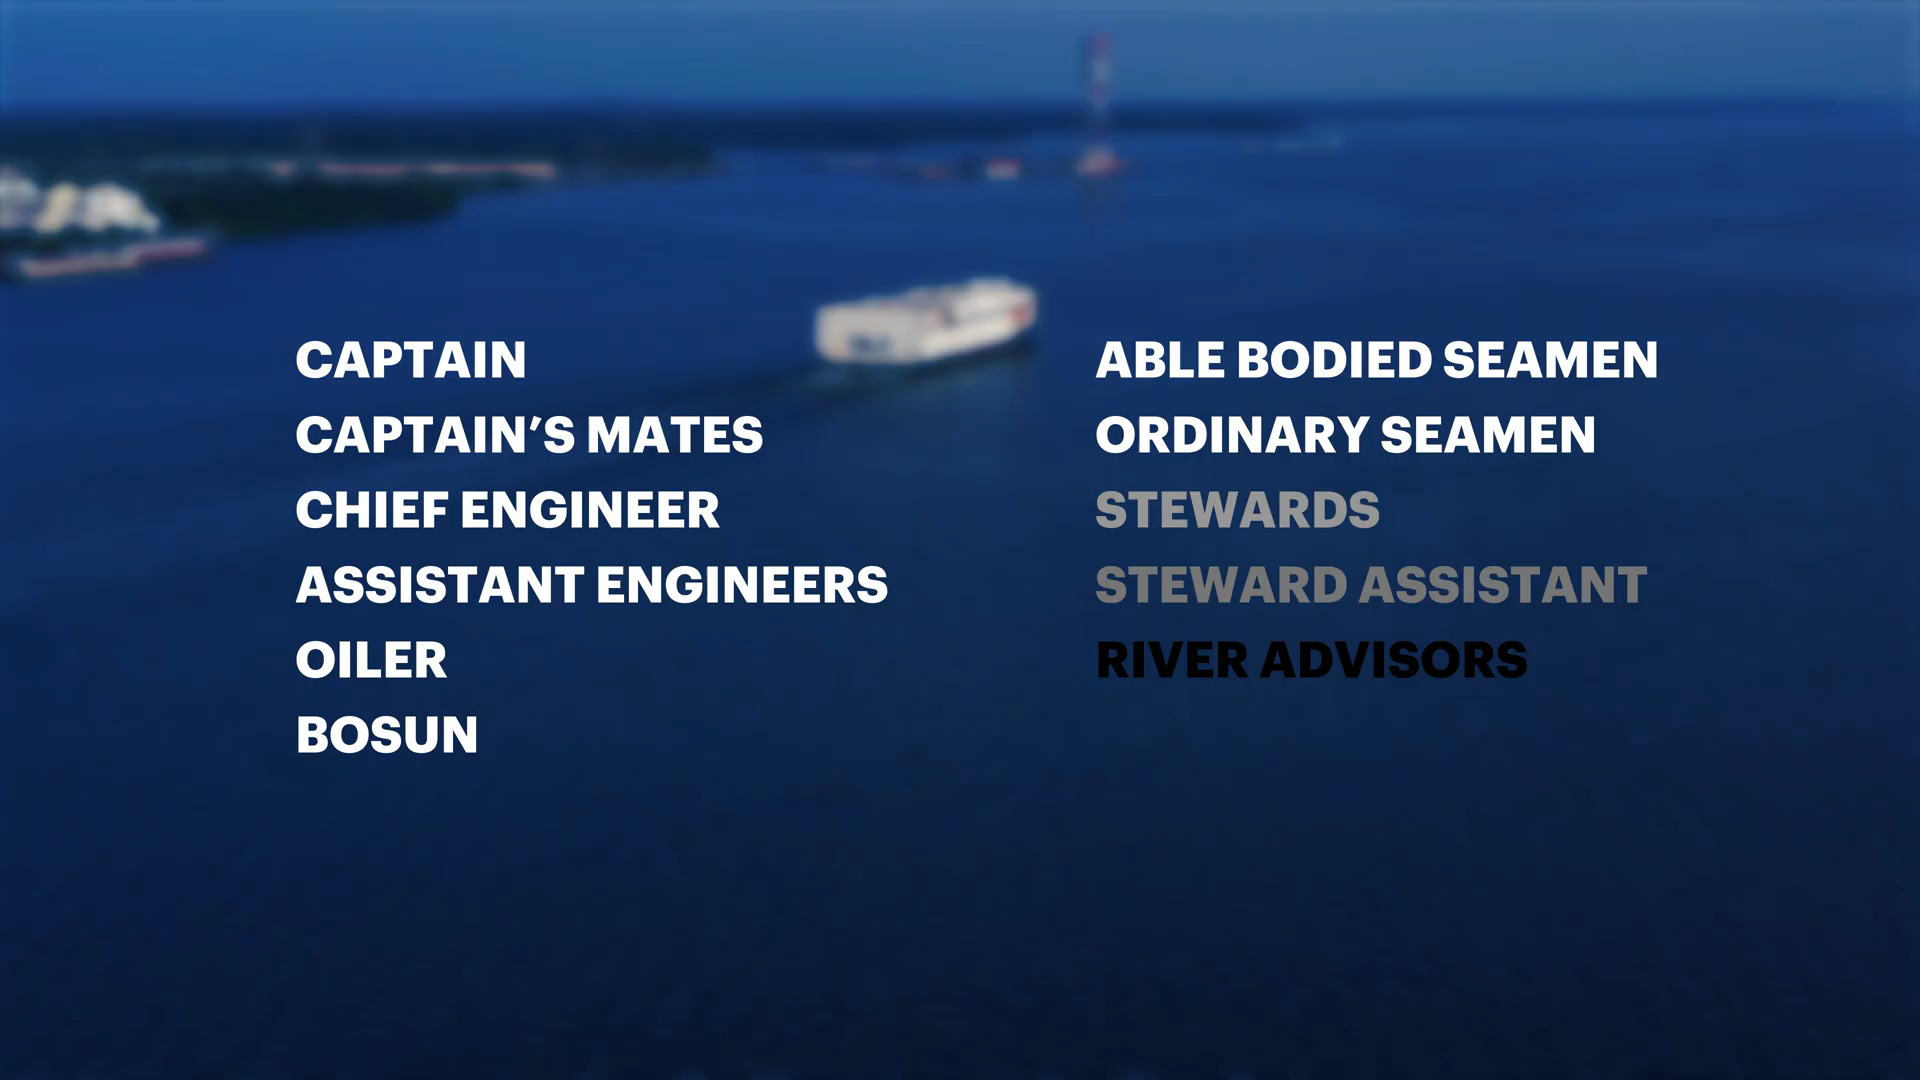 CAPTAIN
CAPTAIN’S MATES
CHIEF ENGINEER
ASSISTANT ENGINEERS
OILER
BOSUN
ABLE BODIED SEAMEN
ORDINARY SEAMEN
STEWARDS
STEWARD ASSISTANT
RIVER ADVISORS